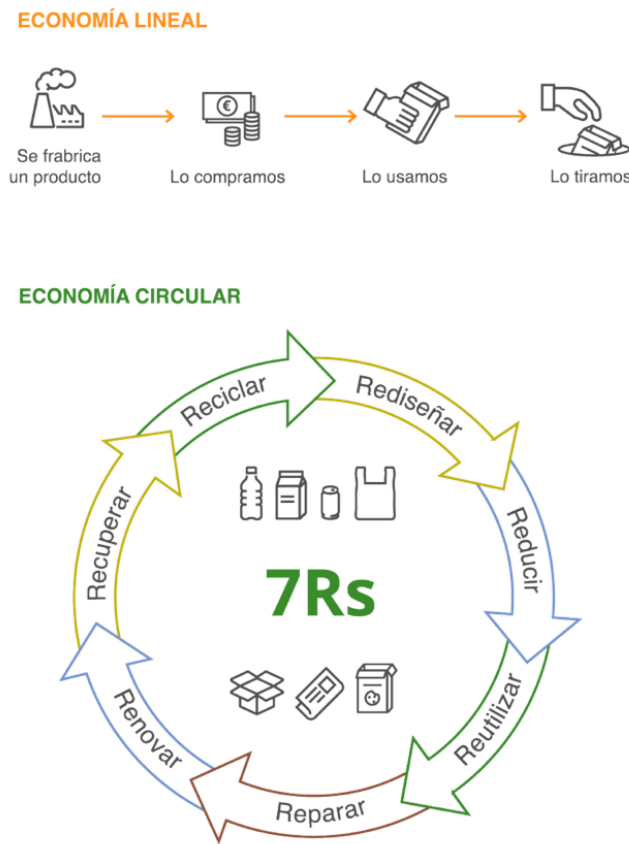 ECONOMÍA LINEAL
Se frabrica
un producto
Lo compramos
Lo usamos
Lo tiramos
ECONOMÍA CIRCULAR
Reciclar
Rediseñar
Reducir
Reutilizar
Reparar
Renovar
Recuperar
7Rs
€